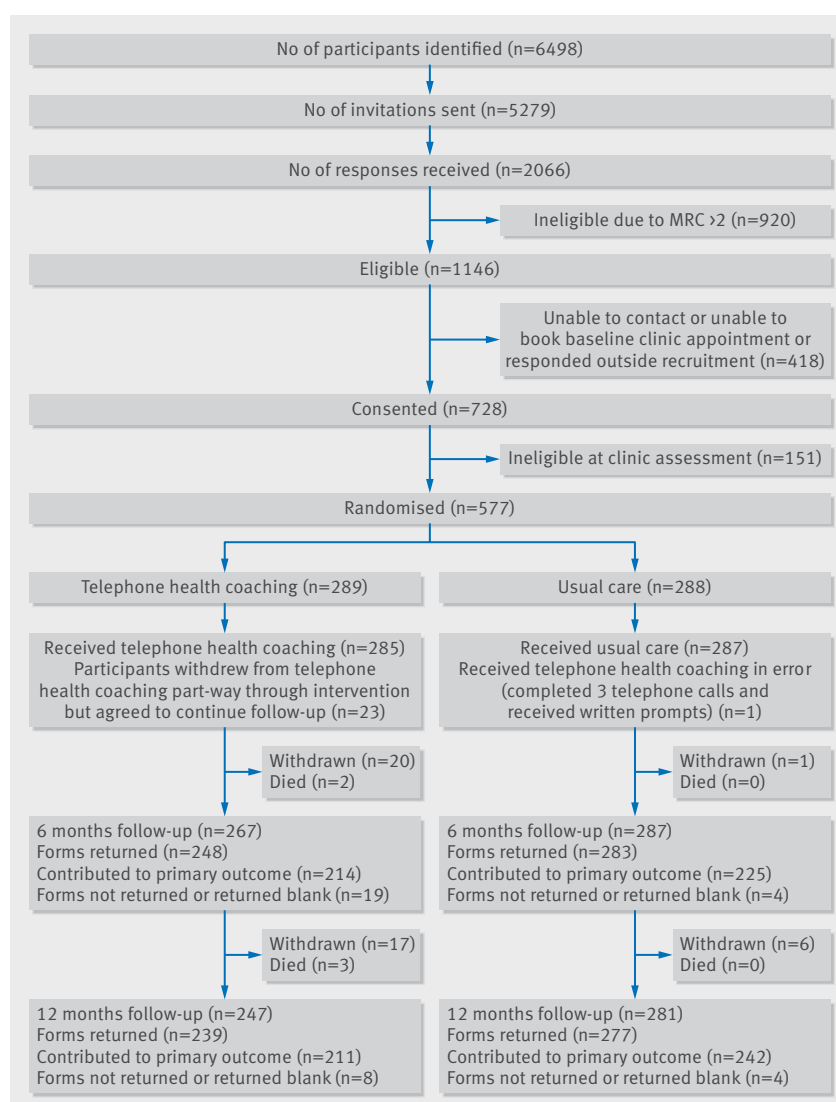 No of participants identified (n=6498)
No of invitations sent (n=5279)
No of responses received (n=2066)
Ineligible due to MRC >2 (n=920)
Eligible (n=1146)
Unable to contact or unable to
book baseline clinic appointment or
responded outside recruitment (n=418)
Consented (n=728)
Ineligible at clinic assessment (n=151)
Randomised (n=577)
Telephone health coaching (n=289)
Usual care (n=288)
Received telephone health coaching (n=285)
Participants withdrew from telephone
health coaching part-way through intervention
but agreed to continue follow-up (n=23)
Received usual care (n=287)
Received telephone health coaching in error
(completed 3 telephone calls and
received written prompts) (n=1)
Withdrawn (n=20)
Died (n=2)
Withdrawn (n=1)
Died (n=0)
6 months follow-up (n=267)
Forms returned (n=248)
Contributed to primary outcome (n=214)
Forms not returned or returned blank (n=19)
6 months follow-up (n=287)
Forms returned (n=283)
Contributed to primary outcome (n=225)
Forms not returned or returned blank (n=4)
Withdrawn (n=17)
Died (n=3)
Withdrawn (n=6)
Died (n=0)
12 months follow-up (n=247)
Forms returned (n=239)
Contributed to primary outcome (n=211)
Forms not returned or returned blank (n=8)
12 months follow-up (n=281)
Forms returned (n=277)
Contributed to primary outcome (n=242)
Forms not returned or returned blank (n=4)